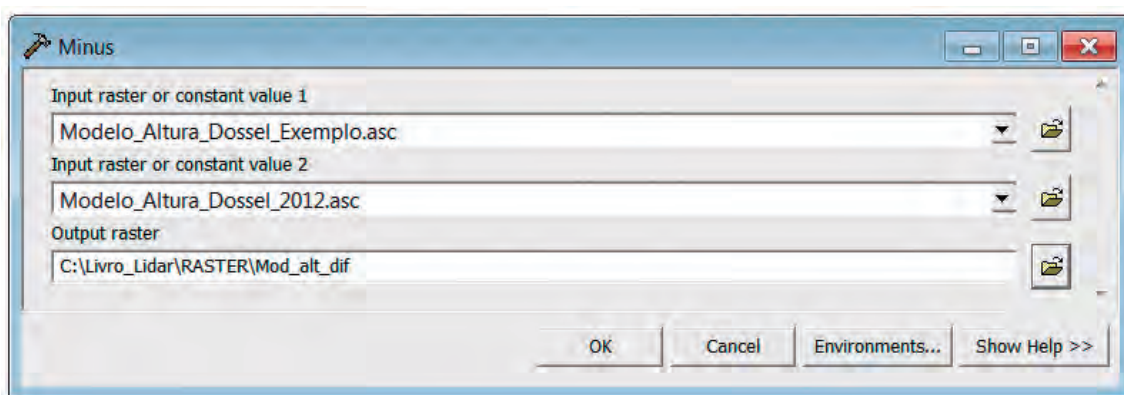 Minus
Input raster or constant value 1
Modelo_Altura_Dossel_Exemplo.asc
Input raster or constant value 2
Modelo_Altura_Dossel_2012.asc
Output raster
C:\Livro_Lidar\RASTER\Mod_alt_dif
OK Cancel Environments... Show Help >>